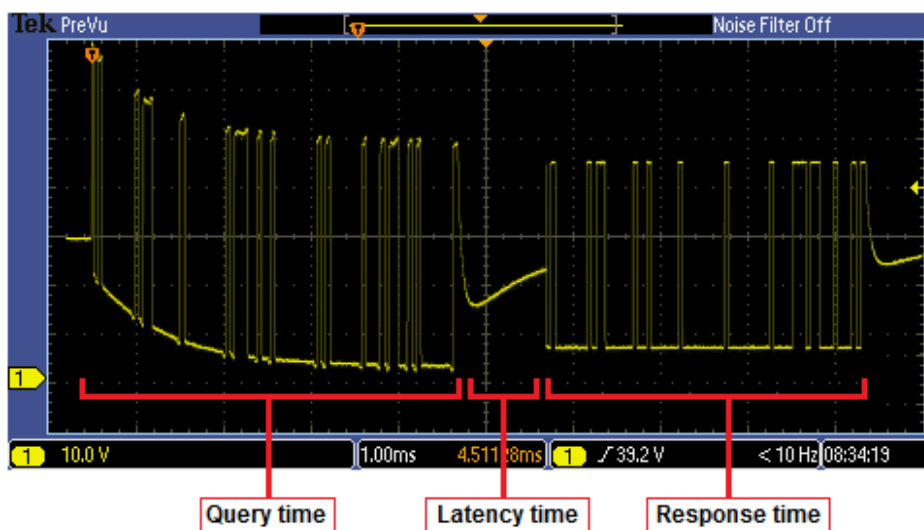 Tek PreVu Noise Filter Off
T
1
1 10.0 V 1.00ms 4.51128ms 1 39.2 V < 10 Hz 08:34:19
Query time Latency time Response time